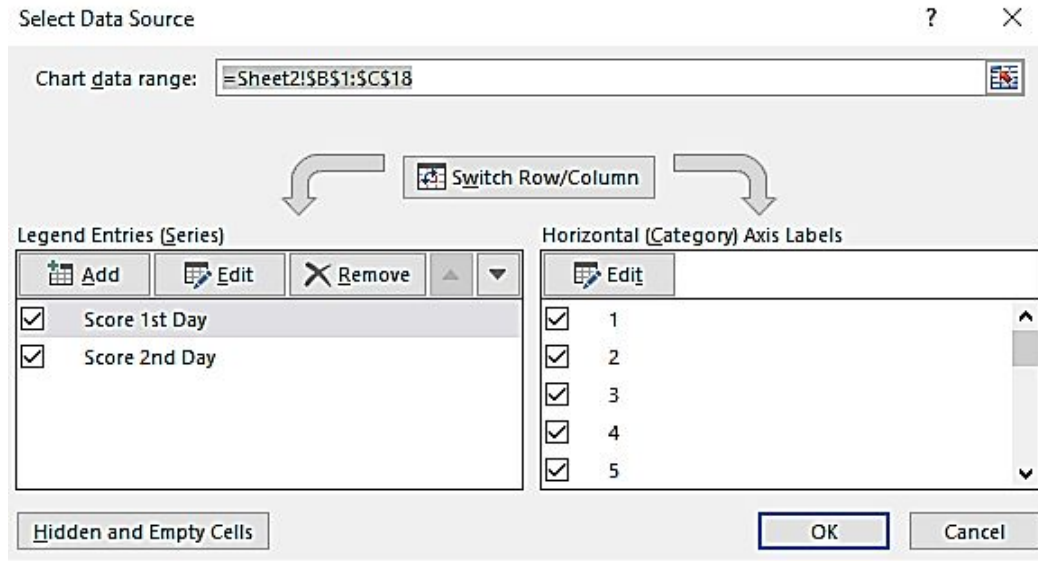 Select Data Source ? ×
Chart data range: =Sheet2!$B$1:$C$18
Switch Row/Column
Legend Entries (Series)
Add Edit Remove
Score 1st Day
Score 2nd Day
Horizontal (Category) Axis Labels
Edit
1
2
3
4
5
Hidden and Empty Cells OK Cancel